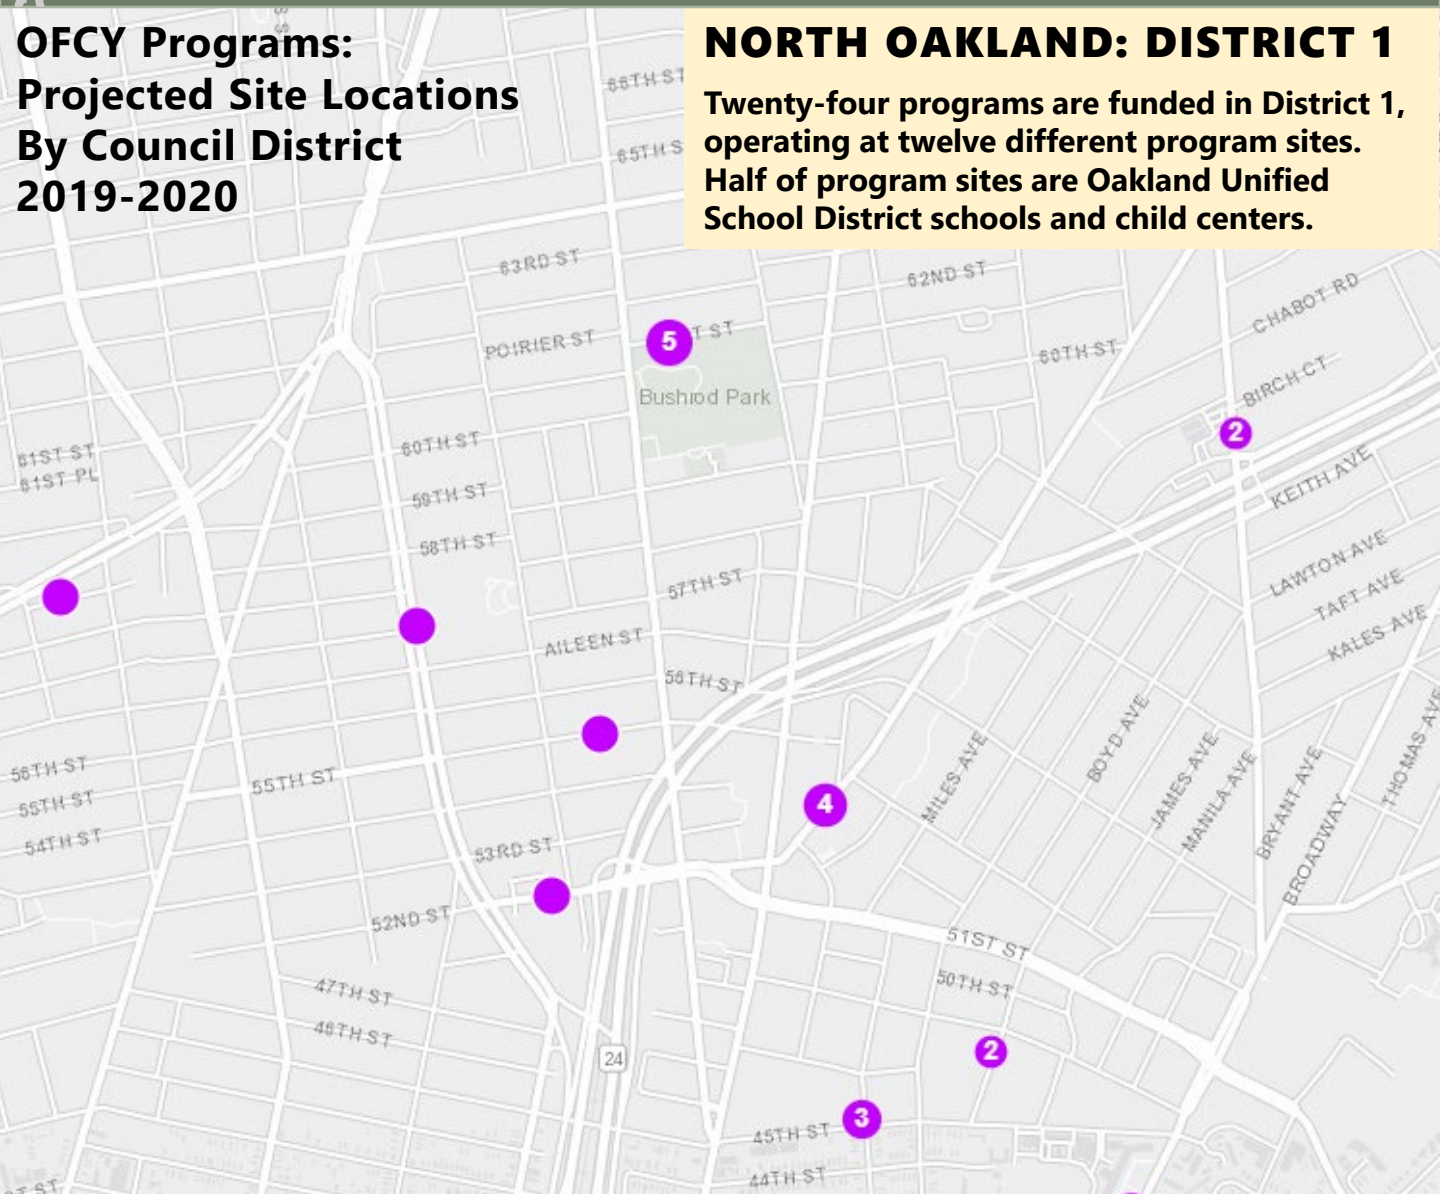 OFCY Programs:
Projected Site Locations
By Council District
2019-2020
NORTH OAKLAND: DISTRICT 1
Twenty-four programs are funded in District 1,
operating at twelve different program sites.
Half of program sites are Oakland Unified
School District schools and child centers.
66TH ST
65TH S
63RD ST
62ND ST
CHABOT RD
POIRIER ST
5
T ST
60TH ST
BIRCH CT
Bushrod Park
2
60TH ST
61ST ST
61ST PL
KEITH AVE
59TH ST
58TH ST
LAWTON AVE
57TH ST
TAFT AVE
AILEEN ST
KALES AVE
56TH ST
BOYD AVE
THOMAS AVE
56TH ST
55TH ST
MILES AVE
JAMES AVE
MANILA AVE
BRYANT AVE
55TH ST
4
BROADWAY
54TH ST
53RD ST
52ND ST
51ST ST
50TH ST
47TH ST
46TH ST
24
2
3
45TH ST
44TH ST